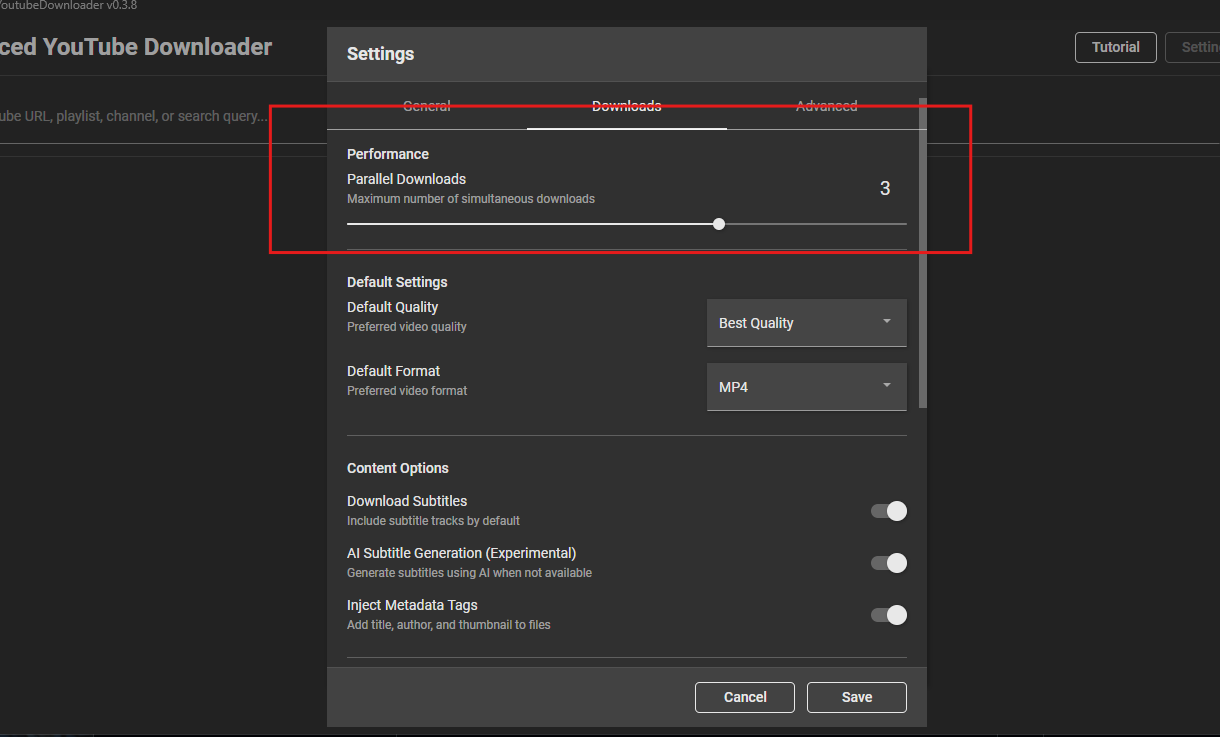 YoutubeDownloader v0.3.8
ced YouTube Downloader
Tutorial
Settin
ube URL, playlist, channel, or search query...
Settings
General
Downloads
Advanced
Performance
Parallel Downloads
3
Maximum number of simultaneous downloads
Default Settings
Default Quality
Preferred video quality
Best Quality
Default Format
Preferred video format
MP4
Content Options
Download Subtitles
Include subtitle tracks by default
AI Subtitle Generation (Experimental)
Generate subtitles using AI when not available
Inject Metadata Tags
Add title, author, and thumbnail to files
Cancel
Save